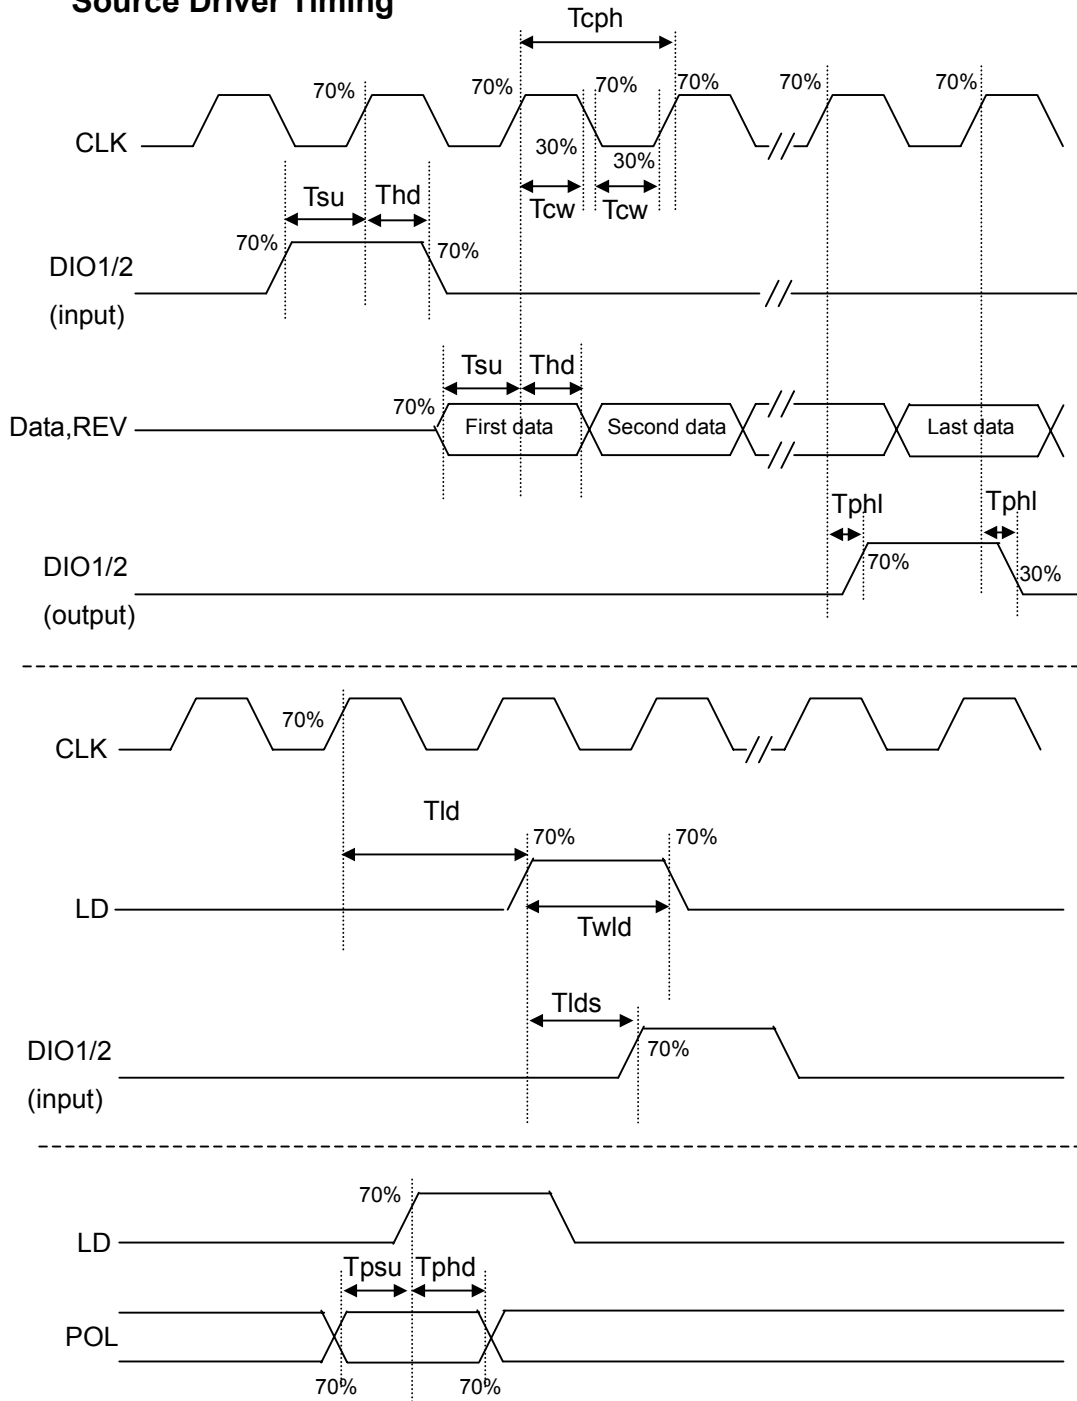 Source Driver Timing
Tcph
70% 70% 70% 70% 70% 70%
CLK
30% 30%
Tsu Thd Tcw Tcw
70% 70%
DIO1/2
(input)
Tsu Thd
70%
Data,REV First data Second data Last data
Tphl Tphl
DIO1/2 70% 30%
(output)
70%
CLK
Tld
70% 70%
LD
Twld
Tlds
DIO1/2 70%
(input)
70%
LD
Tpsu Tphd
POL
70% 70%